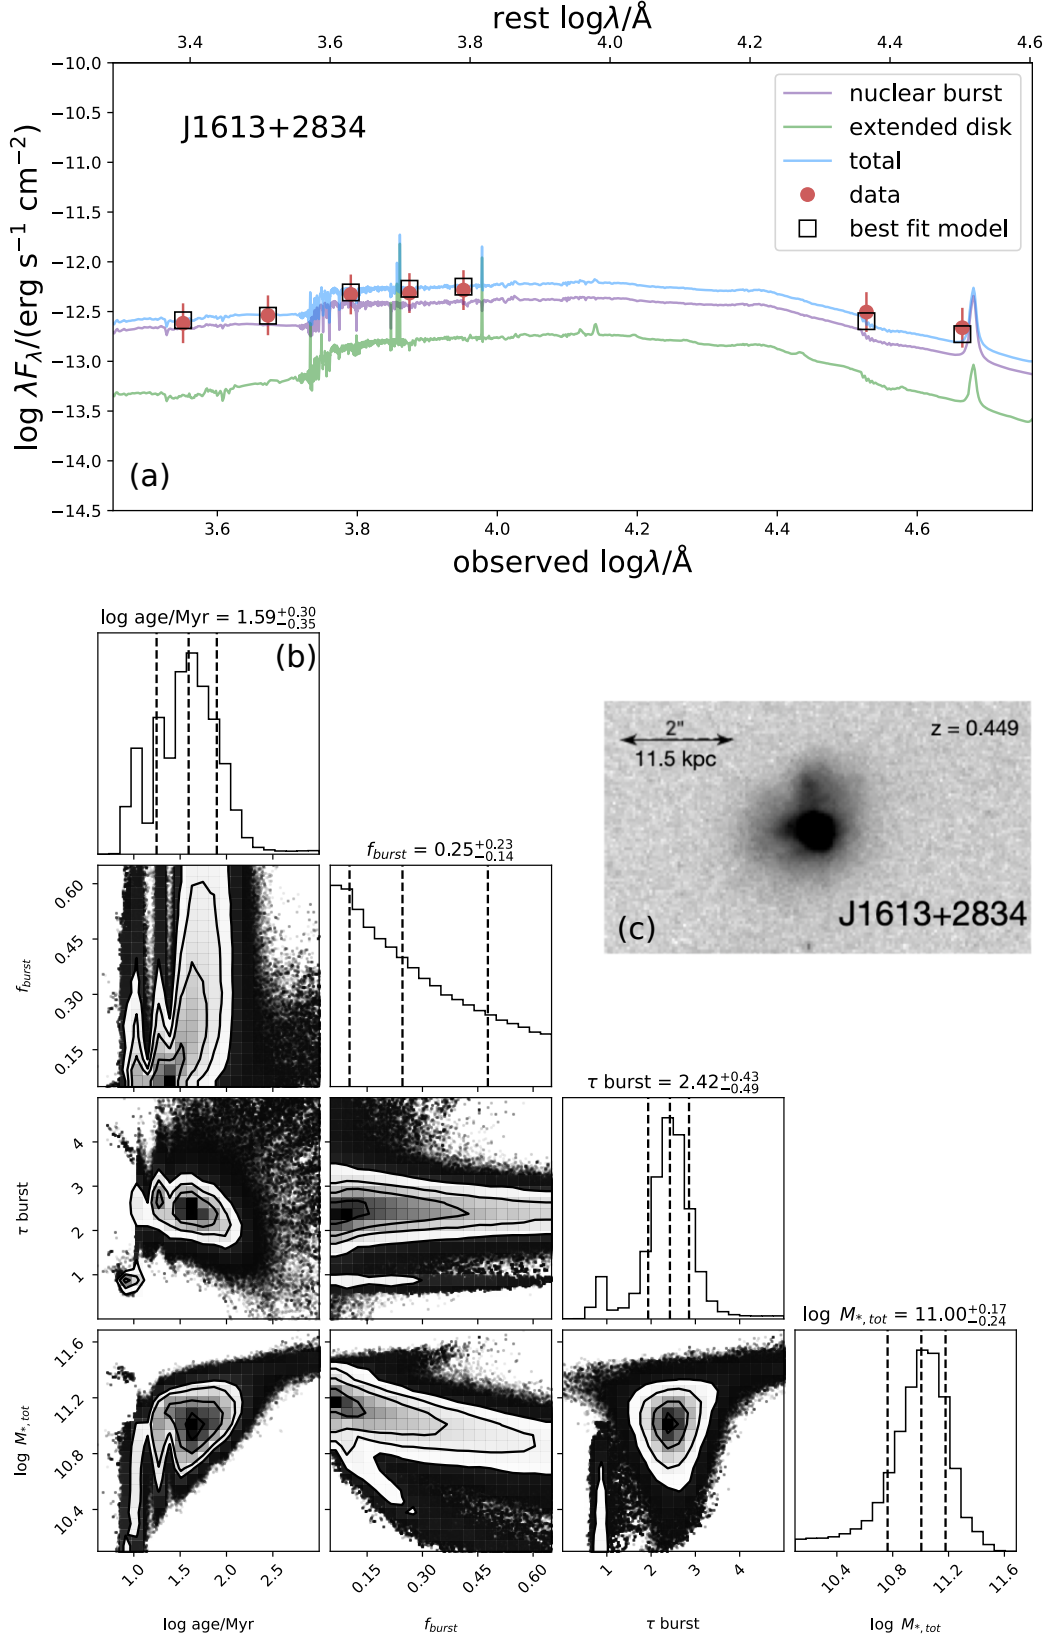 rest logλ/Å
3.4 3.6 3.8 4.0 4.2 4.4 4.6
−10.0
−10.5
−11.0
−11.5
−12.0
−12.5
−13.0
−13.5
−14.0
−14.5
log λF_λ/(erg s⁻¹ cm⁻²)
J1613+2834
nuclear burst
extended disk
total
data
best fit model
(a)
3.6 3.8 4.0 4.2 4.4 4.6
observed logλ/Å
log age/Myr = 1.59 +0.30 −0.35
(b)
2"
11.5 kpc
z = 0.449
(c)
J1613+2834
f_burst = 0.25 +0.23 −0.14
f_burst
0.60
0.45
0.30
0.15
τ burst = 2.42 +0.43 −0.49
τ burst
4
3
2
1
log M_*,tot = 11.00 +0.17 −0.24
log M_*,tot
11.6
11.2
10.8
10.4
1.0 1.5 2.0 2.5
0.15 0.30 0.45 0.60
1 2 3 4
10.4 10.8 11.2 11.6
log age/Myr
f_burst
τ burst
log M_*,tot